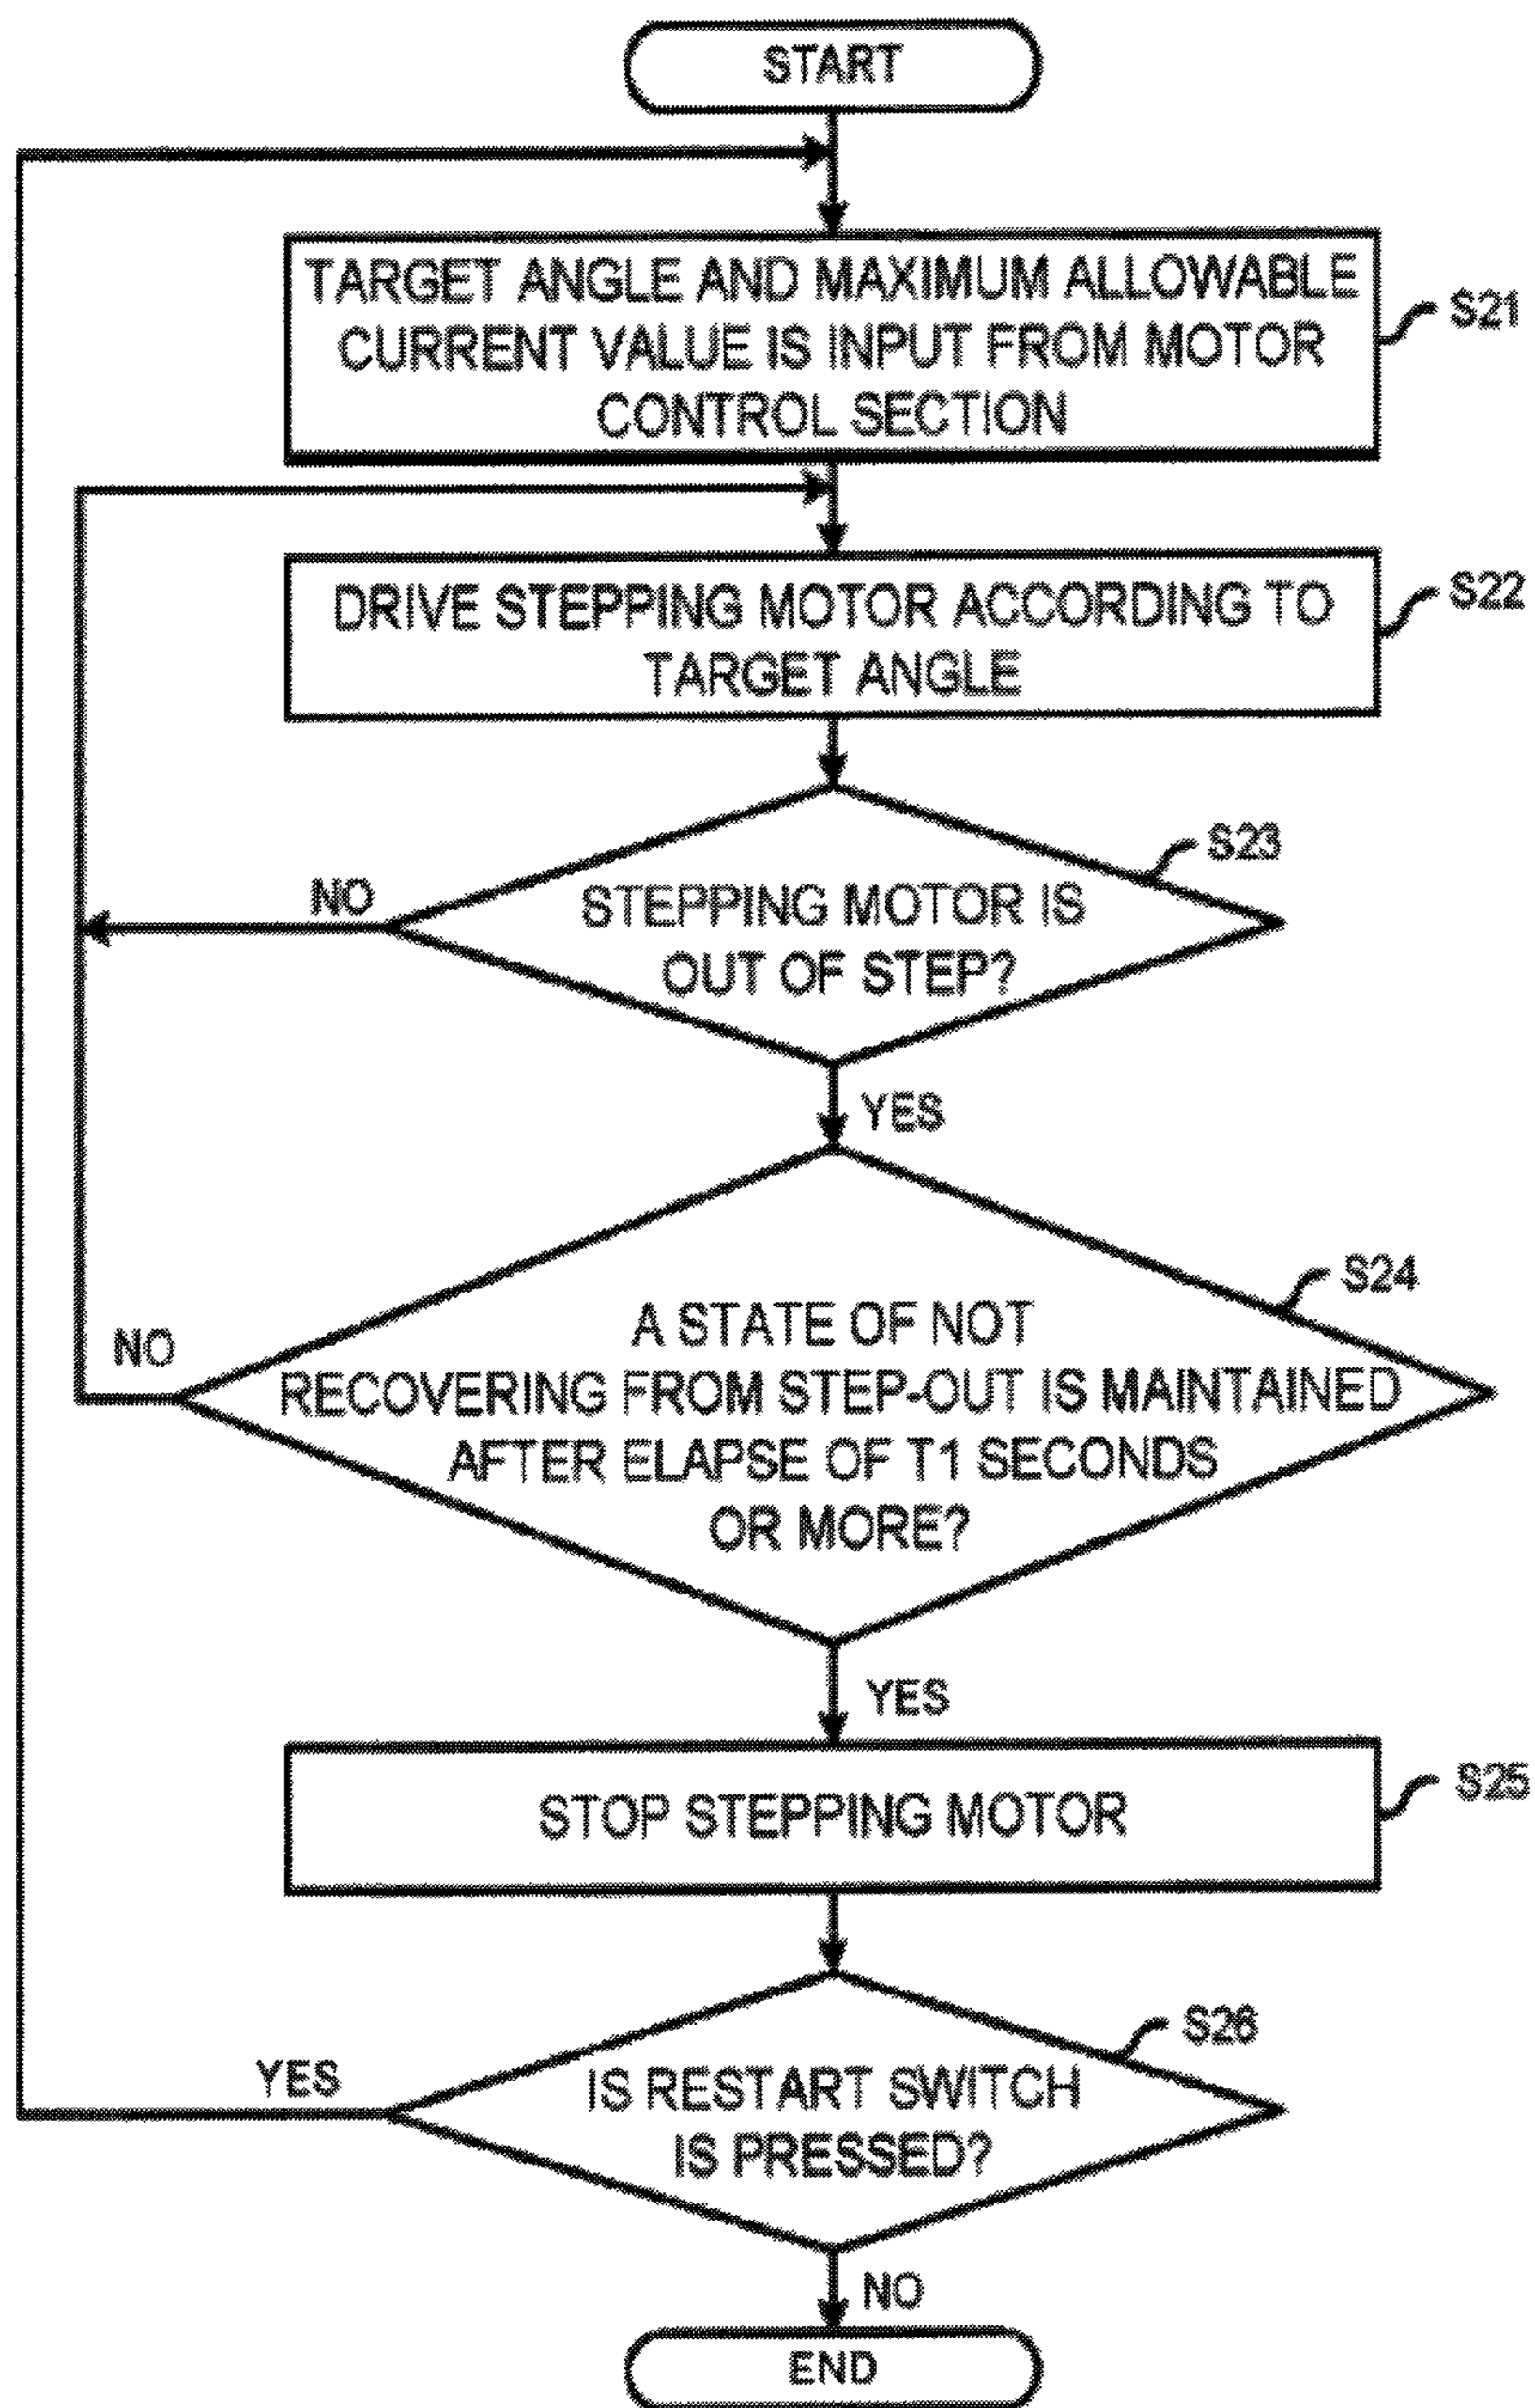 START
TARGET ANGLE AND MAXIMUM ALLOWABLE
CURRENT VALUE IS INPUT FROM MOTOR
CONTROL SECTION
S21
DRIVE STEPPING MOTOR ACCORDING TO
TARGET ANGLE
S22
S23
NO
STEPPING MOTOR IS
OUT OF STEP?
YES
S24
NO
A STATE OF NOT
RECOVERING FROM STEP-OUT IS MAINTAINED
AFTER ELAPSE OF T1 SECONDS
OR MORE?
YES
STOP STEPPING MOTOR
S25
S26
YES
IS RESTART SWITCH
IS PRESSED?
NO
END